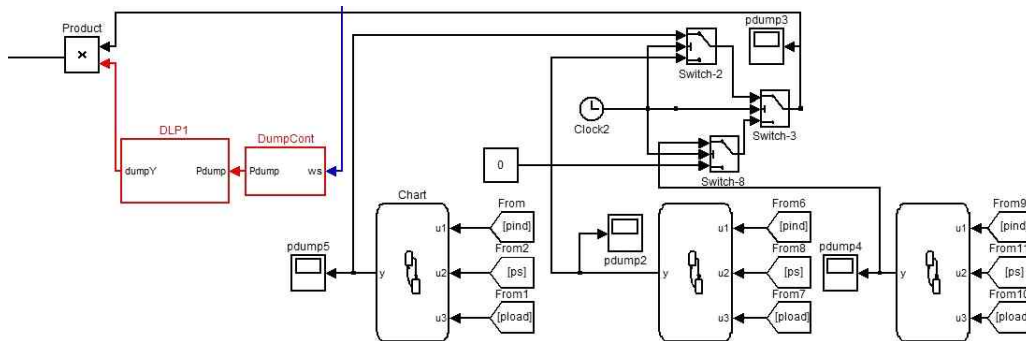 Product
×
pdump3
Switch-2
Clock2
Switch-3
DLP1
DumpCont
dumpY
Pdump
Pdump
ws
0
Switch-8
Chart
From
[pind]
u1
From2
[ps]
u2
From1
[pload]
u3
y
pdump5
pdump2
From6
[pind]
u1
From8
[ps]
u2
From7
[pload]
u3
y
pdump4
From9
[pind]
u1
From11
[ps]
u2
From10
[pload]
u3
y